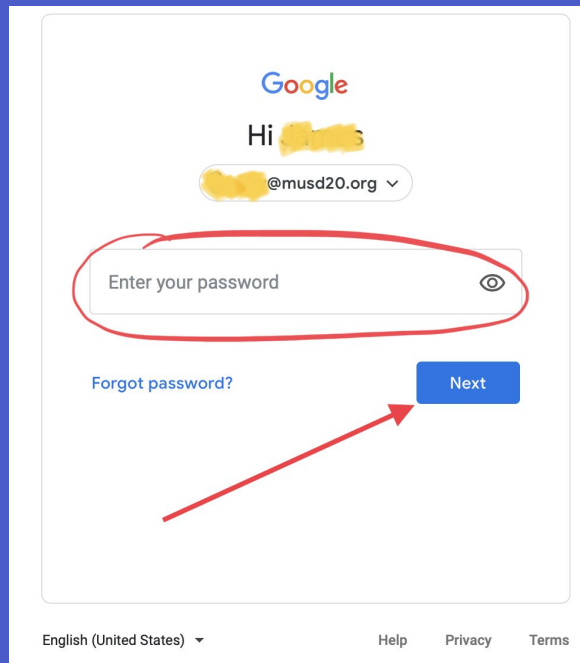 Google
Hi
@musd20.org
Enter your password
Forgot password?
Next
English (United States)
Help Privacy Terms